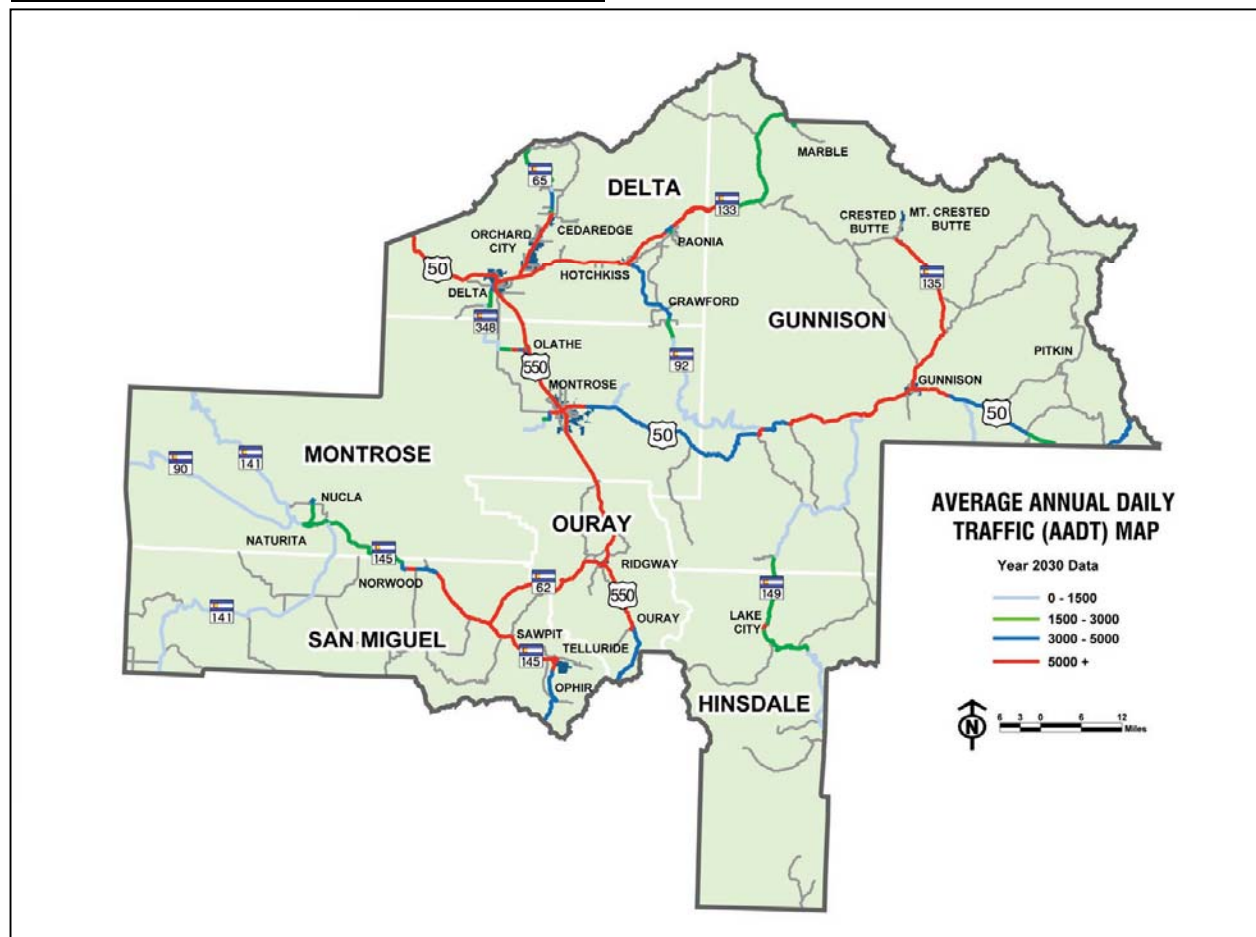 MARBLE
65
DELTA
133
CRESTED
BUTTE
MT. CRESTED
BUTTE
ORCHARD
CITY
CEDAREDGE
PAONIA
50
HOTCHKISS
135
DELTA
CRAWFORD
348
GUNNISON
OLATHE
PITKIN
92
550
MONTROSE
GUNNISON
50
50
MONTROSE
141
90
NUCLA
OURAY
NATURITA
145
NORWOOD
62
RIDGWAY
550
149
141
SAN MIGUEL
SAWPIT
OURAY
LAKE
CITY
145
TELLURIDE
OPHIR
HINSDALE
AVERAGE ANNUAL DAILY
TRAFFIC (AADT) MAP
Year 2030 Data
0 - 1500
1500 - 3000
3000 - 5000
5000 +
N
6 3 0 6 12
Miles